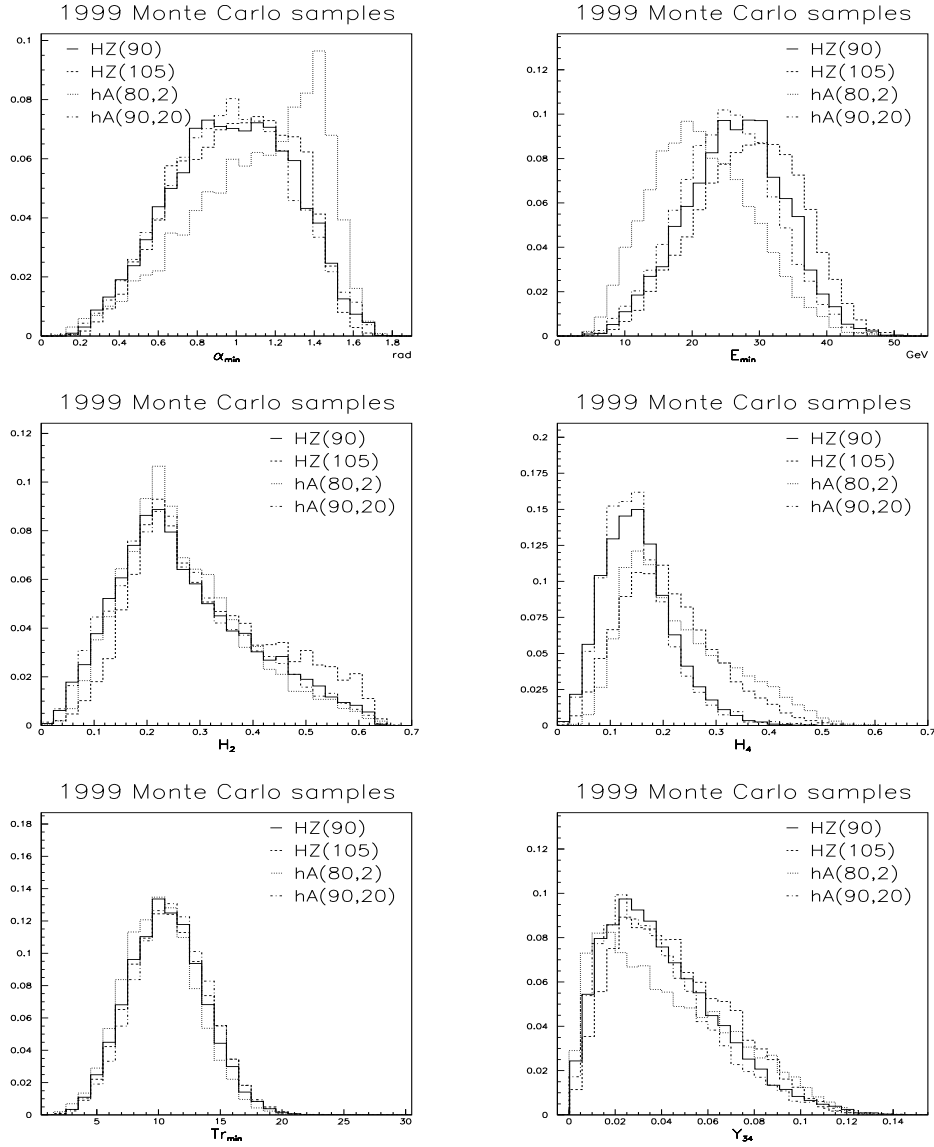 1999 Monte Carlo samples
HZ(90)
HZ(105)
hA(80,2)
hA(90,20)
0.1
0.08
0.06
0.04
0.02
0
0 0.2 0.4 0.6 0.8 1 1.2 1.4 1.6 1.8
αmin rad
1999 Monte Carlo samples
HZ(90)
HZ(105)
hA(80,2)
hA(90,20)
0.12
0.1
0.08
0.06
0.04
0.02
0
0 10 20 30 40 50
Emin GeV
1999 Monte Carlo samples
HZ(90)
HZ(105)
hA(80,2)
hA(90,20)
0.12
0.1
0.08
0.06
0.04
0.02
0
0 0.1 0.2 0.3 0.4 0.5 0.6 0.7
H2
1999 Monte Carlo samples
HZ(90)
HZ(105)
hA(80,2)
hA(90,20)
0.2
0.175
0.15
0.125
0.1
0.075
0.05
0.025
0
0 0.1 0.2 0.3 0.4 0.5 0.6 0.7
H4
1999 Monte Carlo samples
HZ(90)
HZ(105)
hA(80,2)
hA(90,20)
0.18
0.16
0.14
0.12
0.1
0.08
0.06
0.04
0.02
0
5 10 15 20 25 30
Trmin
1999 Monte Carlo samples
HZ(90)
HZ(105)
hA(80,2)
hA(90,20)
0.12
0.1
0.08
0.06
0.04
0.02
0
0 0.02 0.04 0.06 0.08 0.1 0.12 0.14
Y34